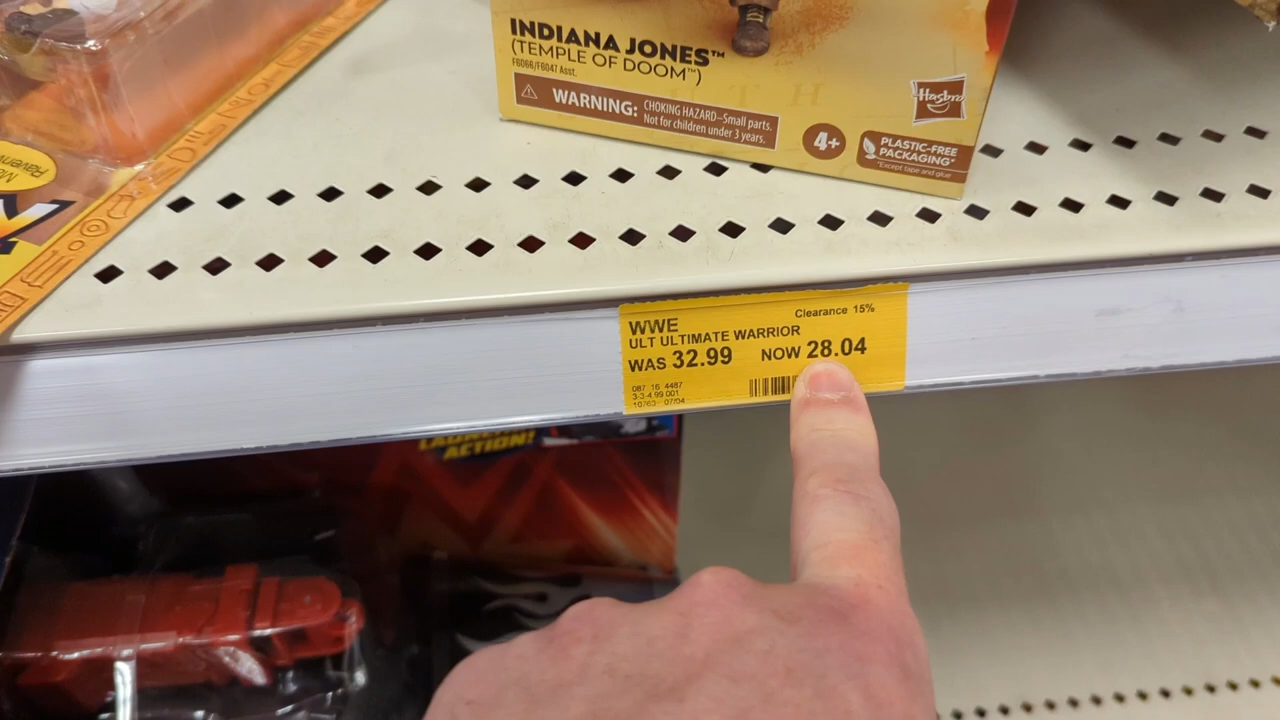 INDIANA JONES™
(TEMPLE OF DOOM™)
F6066/F6047 Asst.
WARNING: CHOKING HAZARD–Small parts.
Not for children under 3 years.
Hasbro
4+
PLASTIC-FREE
PACKAGING*
*Except tape and glue
Clearance 15%
WWE
ULT ULTIMATE WARRIOR
WAS 32.99 NOW 28.04
087 16 4487
3-3-4.99.001
10763 07/04
ACTION!